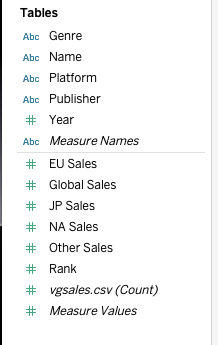 Tables
Abc Genre
Abc Name
Abc Platform
Abc Publisher
# Year
Abc Measure Names
# EU Sales
# Global Sales
# JP Sales
# NA Sales
# Other Sales
# Rank
# vgsales.csv (Count)
# Measure Values